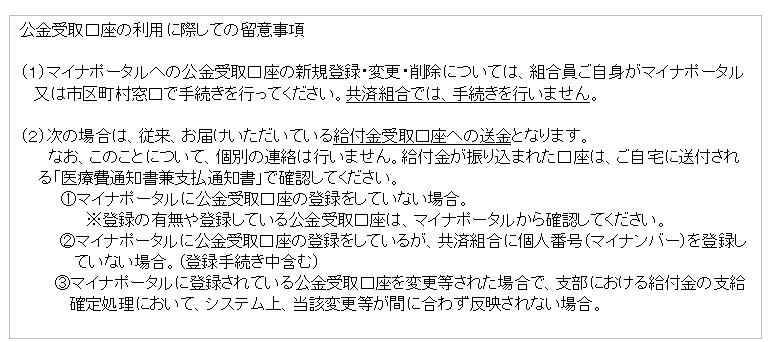 公金受取口座の利用に際しての留意事項
(1)マイナポータルへの公金受取口座の新規登録・変更・削除については、組合員ご自身がマイナポータル
又は市区町村窓口で手続きを行ってください。共済組合では、手続きを行いません。
(2)次の場合は、従来、お届けいただいている給付金受取口座への送金となります。
なお、このことについて、個別の連絡は行いません。給付金が振り込まれた口座は、ご自宅に送付され
る「医療費通知書兼支払通知書」で確認してください。
①マイナポータルに公金受取口座の登録をしていない場合。
※登録の有無や登録している公金受取口座は、マイナポータルから確認してください。
②マイナポータルに公金受取口座の登録をしているが、共済組合に個人番号(マイナンバー)を登録し
ていない場合。(登録手続き中含む)
③マイナポータルに登録されている公金受取口座を変更等された場合で、支部における給付金の支給
確定処理において、システム上、当該変更等が間に合わず反映されない場合。